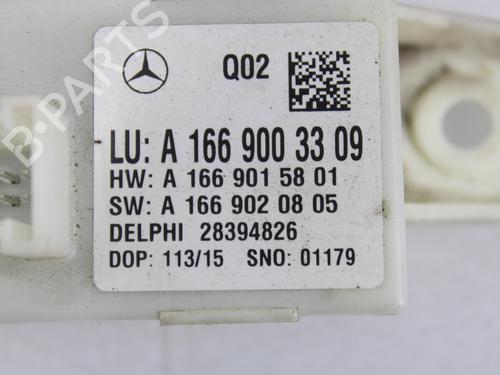 B-PARTS
Q02
LU: A 166 900 33 09
HW: A 166 901 58 01
SW: A 166 902 08 05
DELPHI 28394826
DOP: 113/15 SNO: 01179